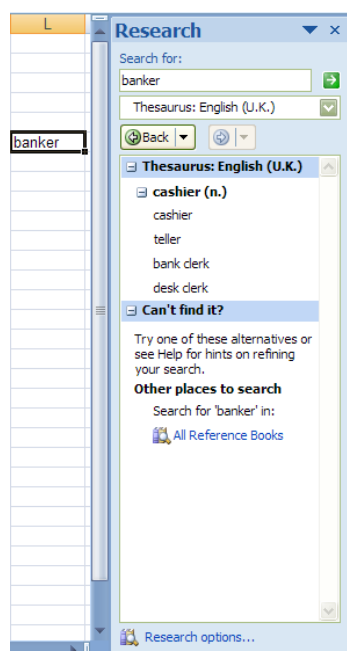 L
banker
Research
Search for:
banker
Thesaurus: English (U.K.)
Back
Thesaurus: English (U.K.)
cashier (n.)
cashier
teller
bank clerk
desk clerk
Can't find it?
Try one of these alternatives or
see Help for hints on refining
your search.
Other places to search
Search for 'banker' in:
All Reference Books
Research options...